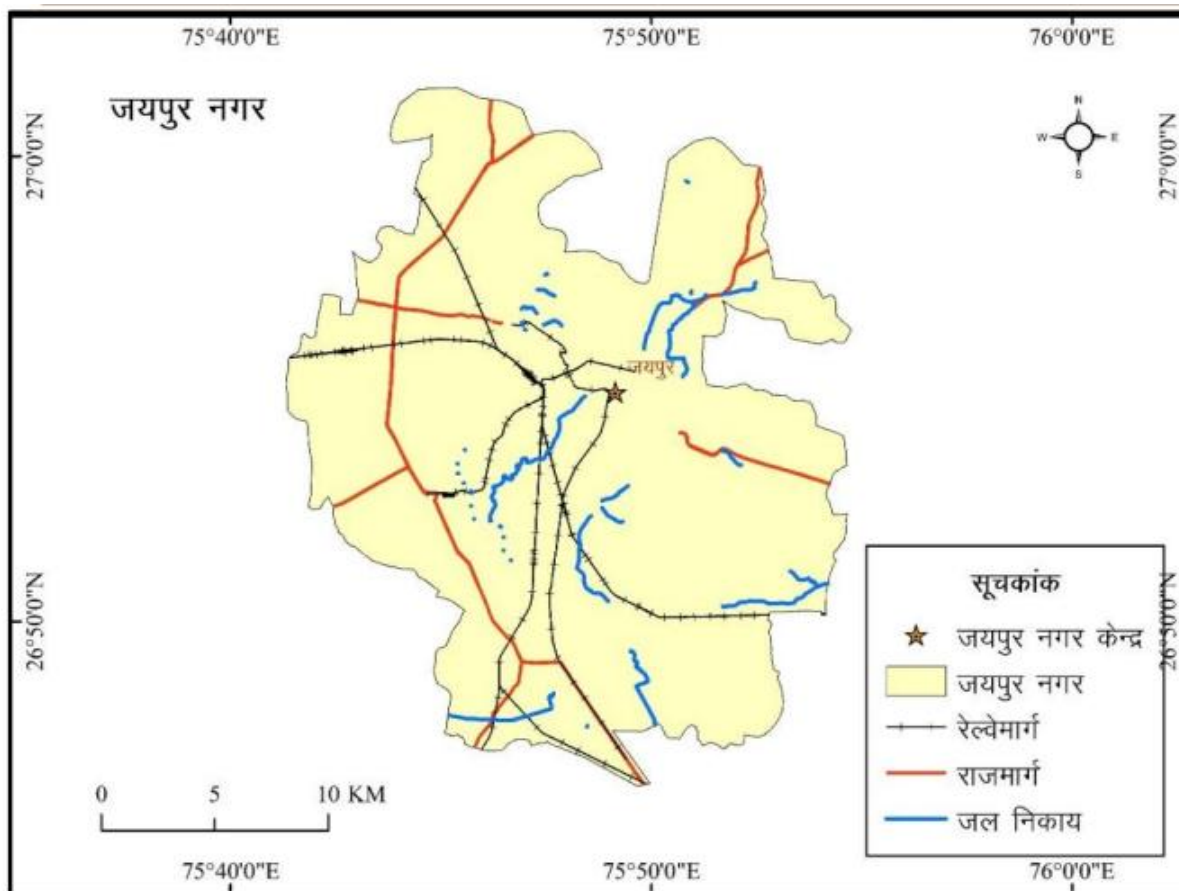 75°40'0"E 75°50'0"E 76°0'0"E
जयपुर नगर
N
W E
S
27°0'0"N 27°0'0"N
जयपुर
सूचकांक
जयपुर नगर केन्द्र
जयपुर नगर
रेल्वेमार्ग
राजमार्ग
जल निकाय
26°50'0"N 26°50'0"N
0 5 10 KM
75°40'0"E 75°50'0"E 76°0'0"E